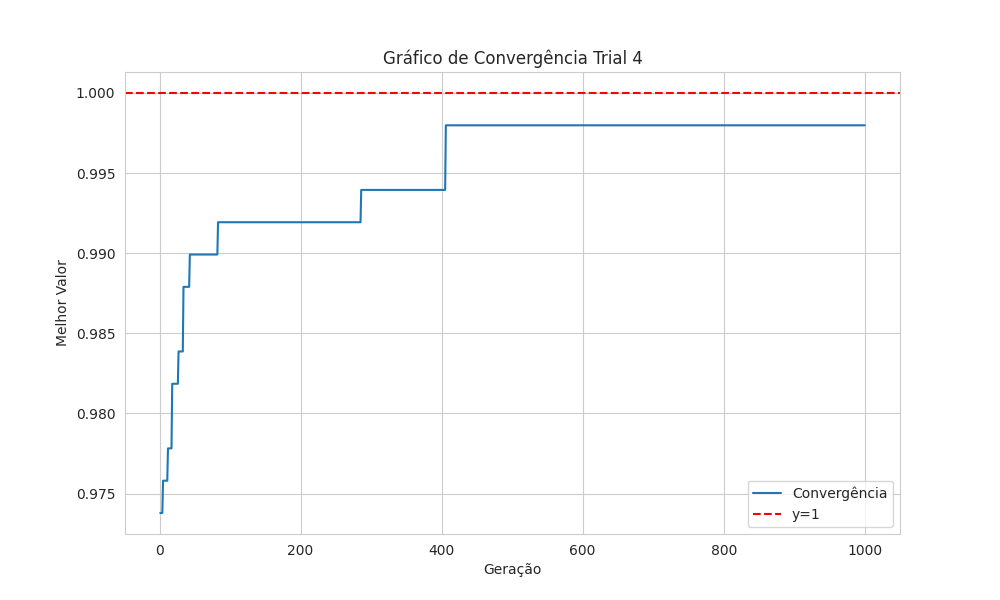 Gráfico de Convergência Trial 4
1.000
0.995
0.990
0.985
0.980
0.975
Melhor Valor
0 200 400 600 800 1000
Geração
Convergência
y=1